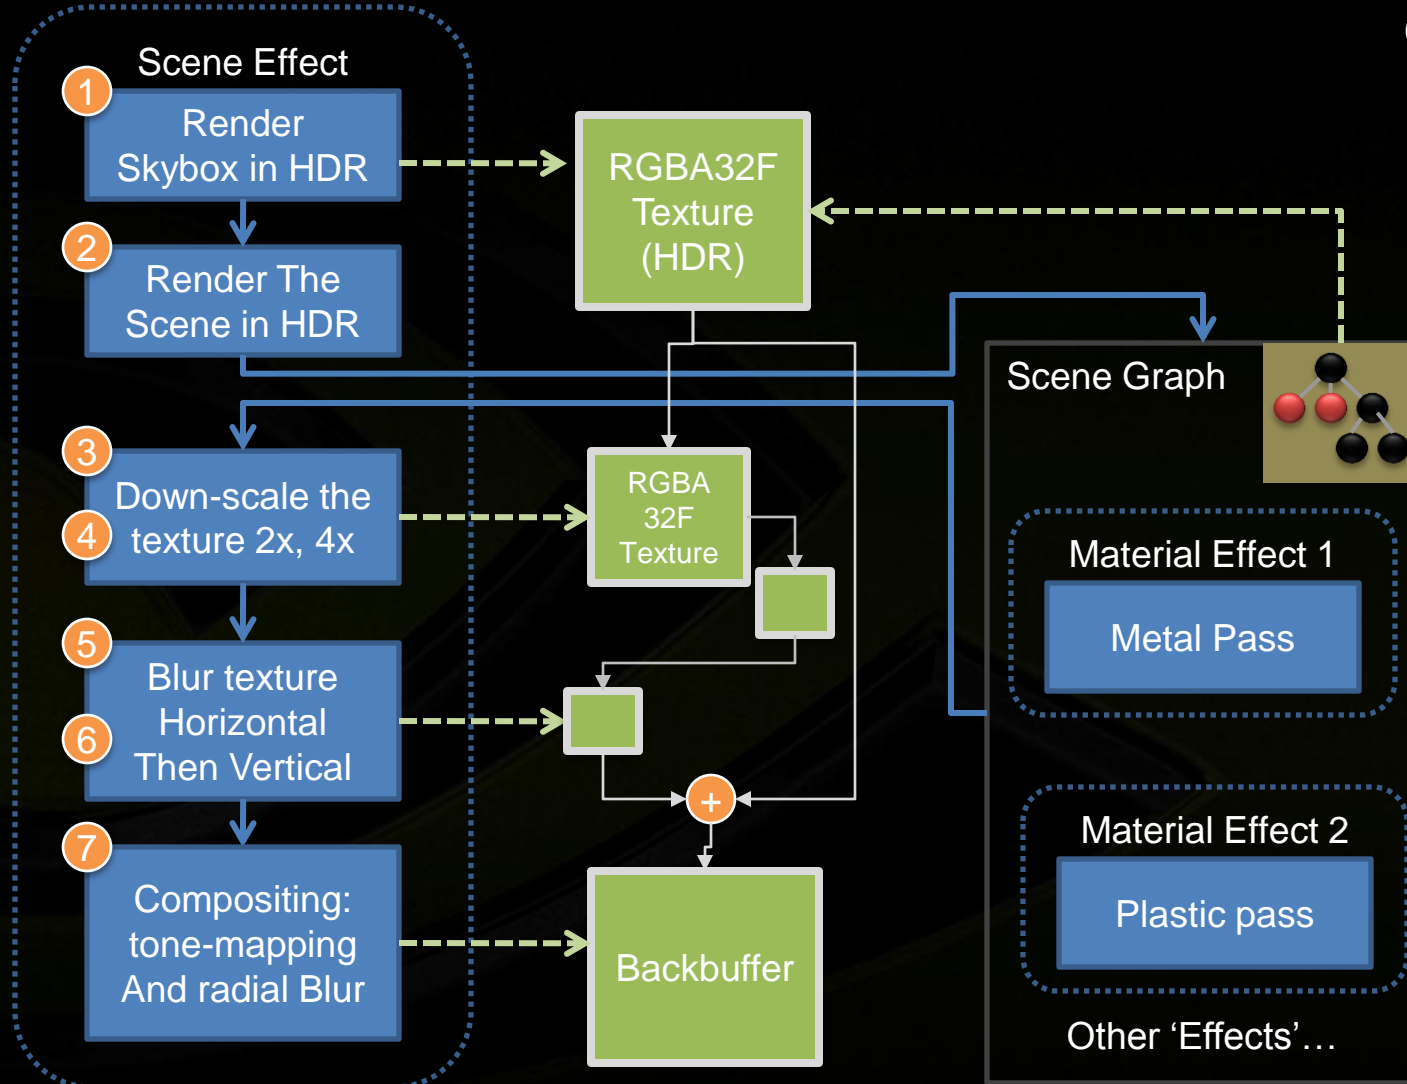 Scene Effect
1
Render
Skybox in HDR
2
Render The
Scene in HDR
3
4
Down-scale the
texture 2x, 4x
5
6
Blur texture
Horizontal
Then Vertical
7
Compositing:
tone-mapping
And radial Blur
RGBA32F
Texture
(HDR)
RGBA
32F
Texture
+
Backbuffer
Scene Graph
Material Effect 1
Metal Pass
Material Effect 2
Plastic pass
Other ‘Effects’…